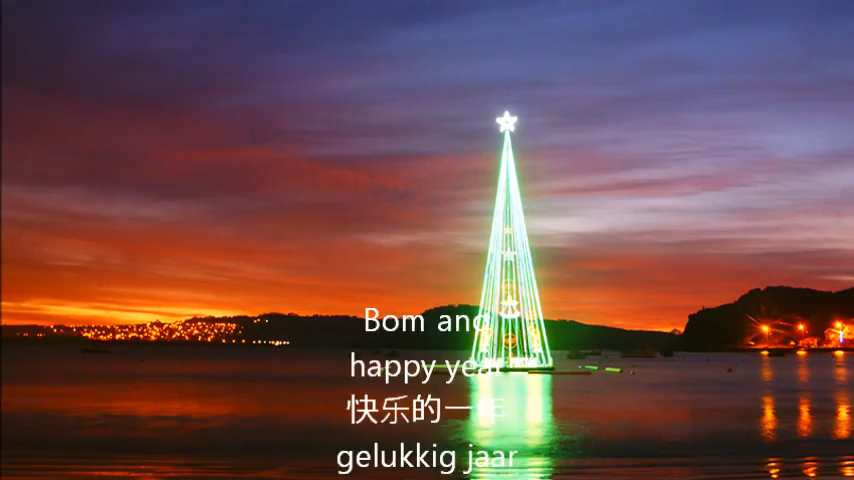 Bom ano
happy year
快乐的一年
gelukkig jaar